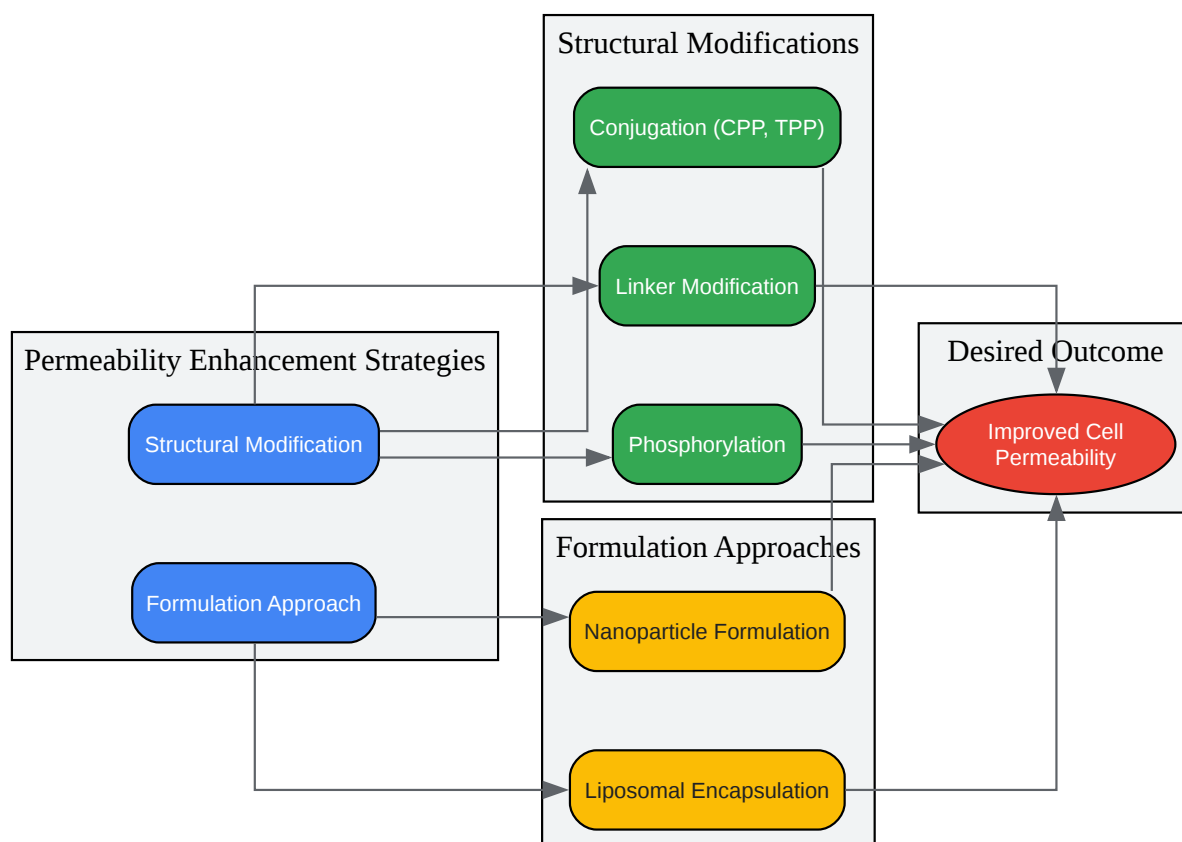 Structural Modifications
Conjugation (CPP, TPP)
Linker Modification
Phosphorylation
Permeability Enhancement Strategies
Structural Modification
Formulation Approach
Formulation Approaches
Nanoparticle Formulation
Liposomal Encapsulation
Desired Outcome
Improved Cell
Permeability